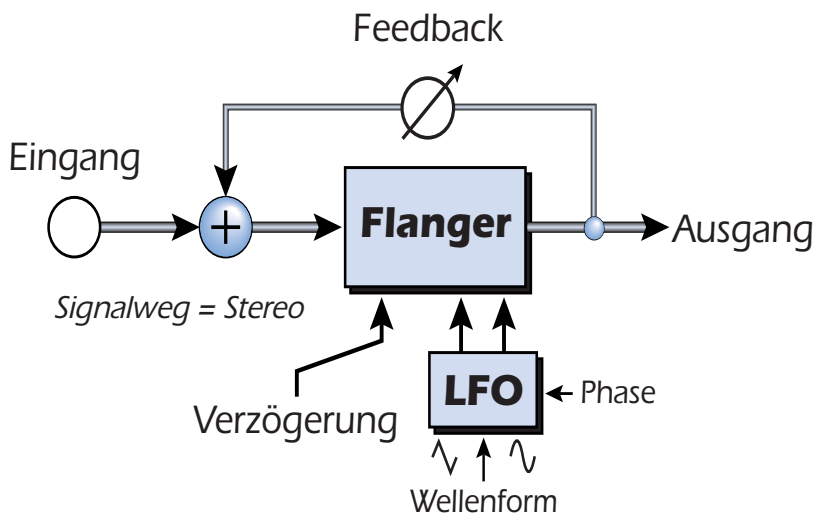 Feedback
Eingang
+
Flanger
Ausgang
Signalweg = Stereo
LFO
Phase
Verzögerung
Wellenform